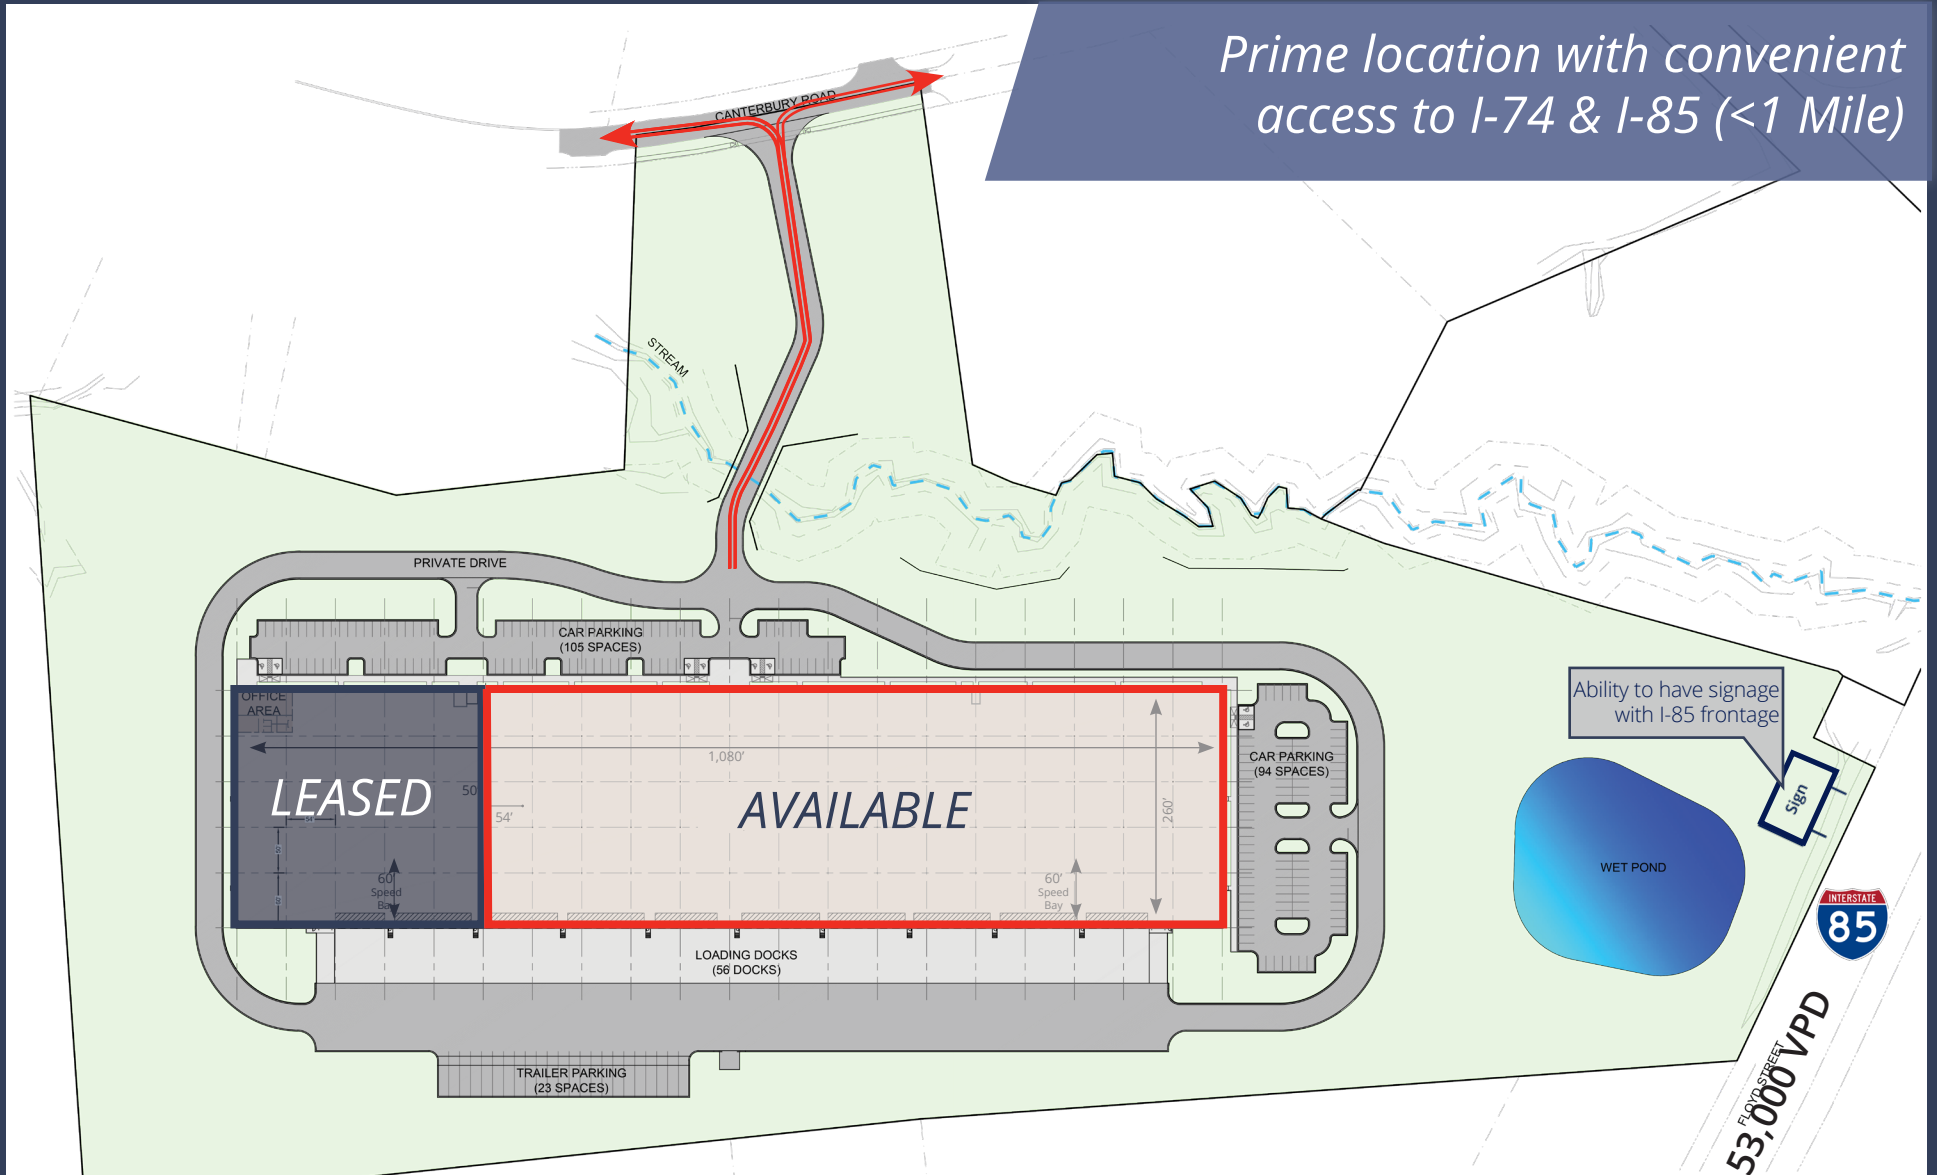 Prime location with convenient
access to I-74 & I-85 (<1 Mile)
CANTERBURY ROAD
STREAM
PRIVATE DRIVE
CAR PARKING
(105 SPACES)
OFFICE
AREA
1,080'
LEASED
50'
54'
AVAILABLE
260'
60'
Speed
Bay
60'
Speed
Bay
CAR PARKING
(94 SPACES)
Ability to have signage
with I-85 frontage
Sign
WET POND
INTERSTATE
85
LOADING DOCKS
(56 DOCKS)
TRAILER PARKING
(23 SPACES)
FLOYD STREET
53,000 VPD